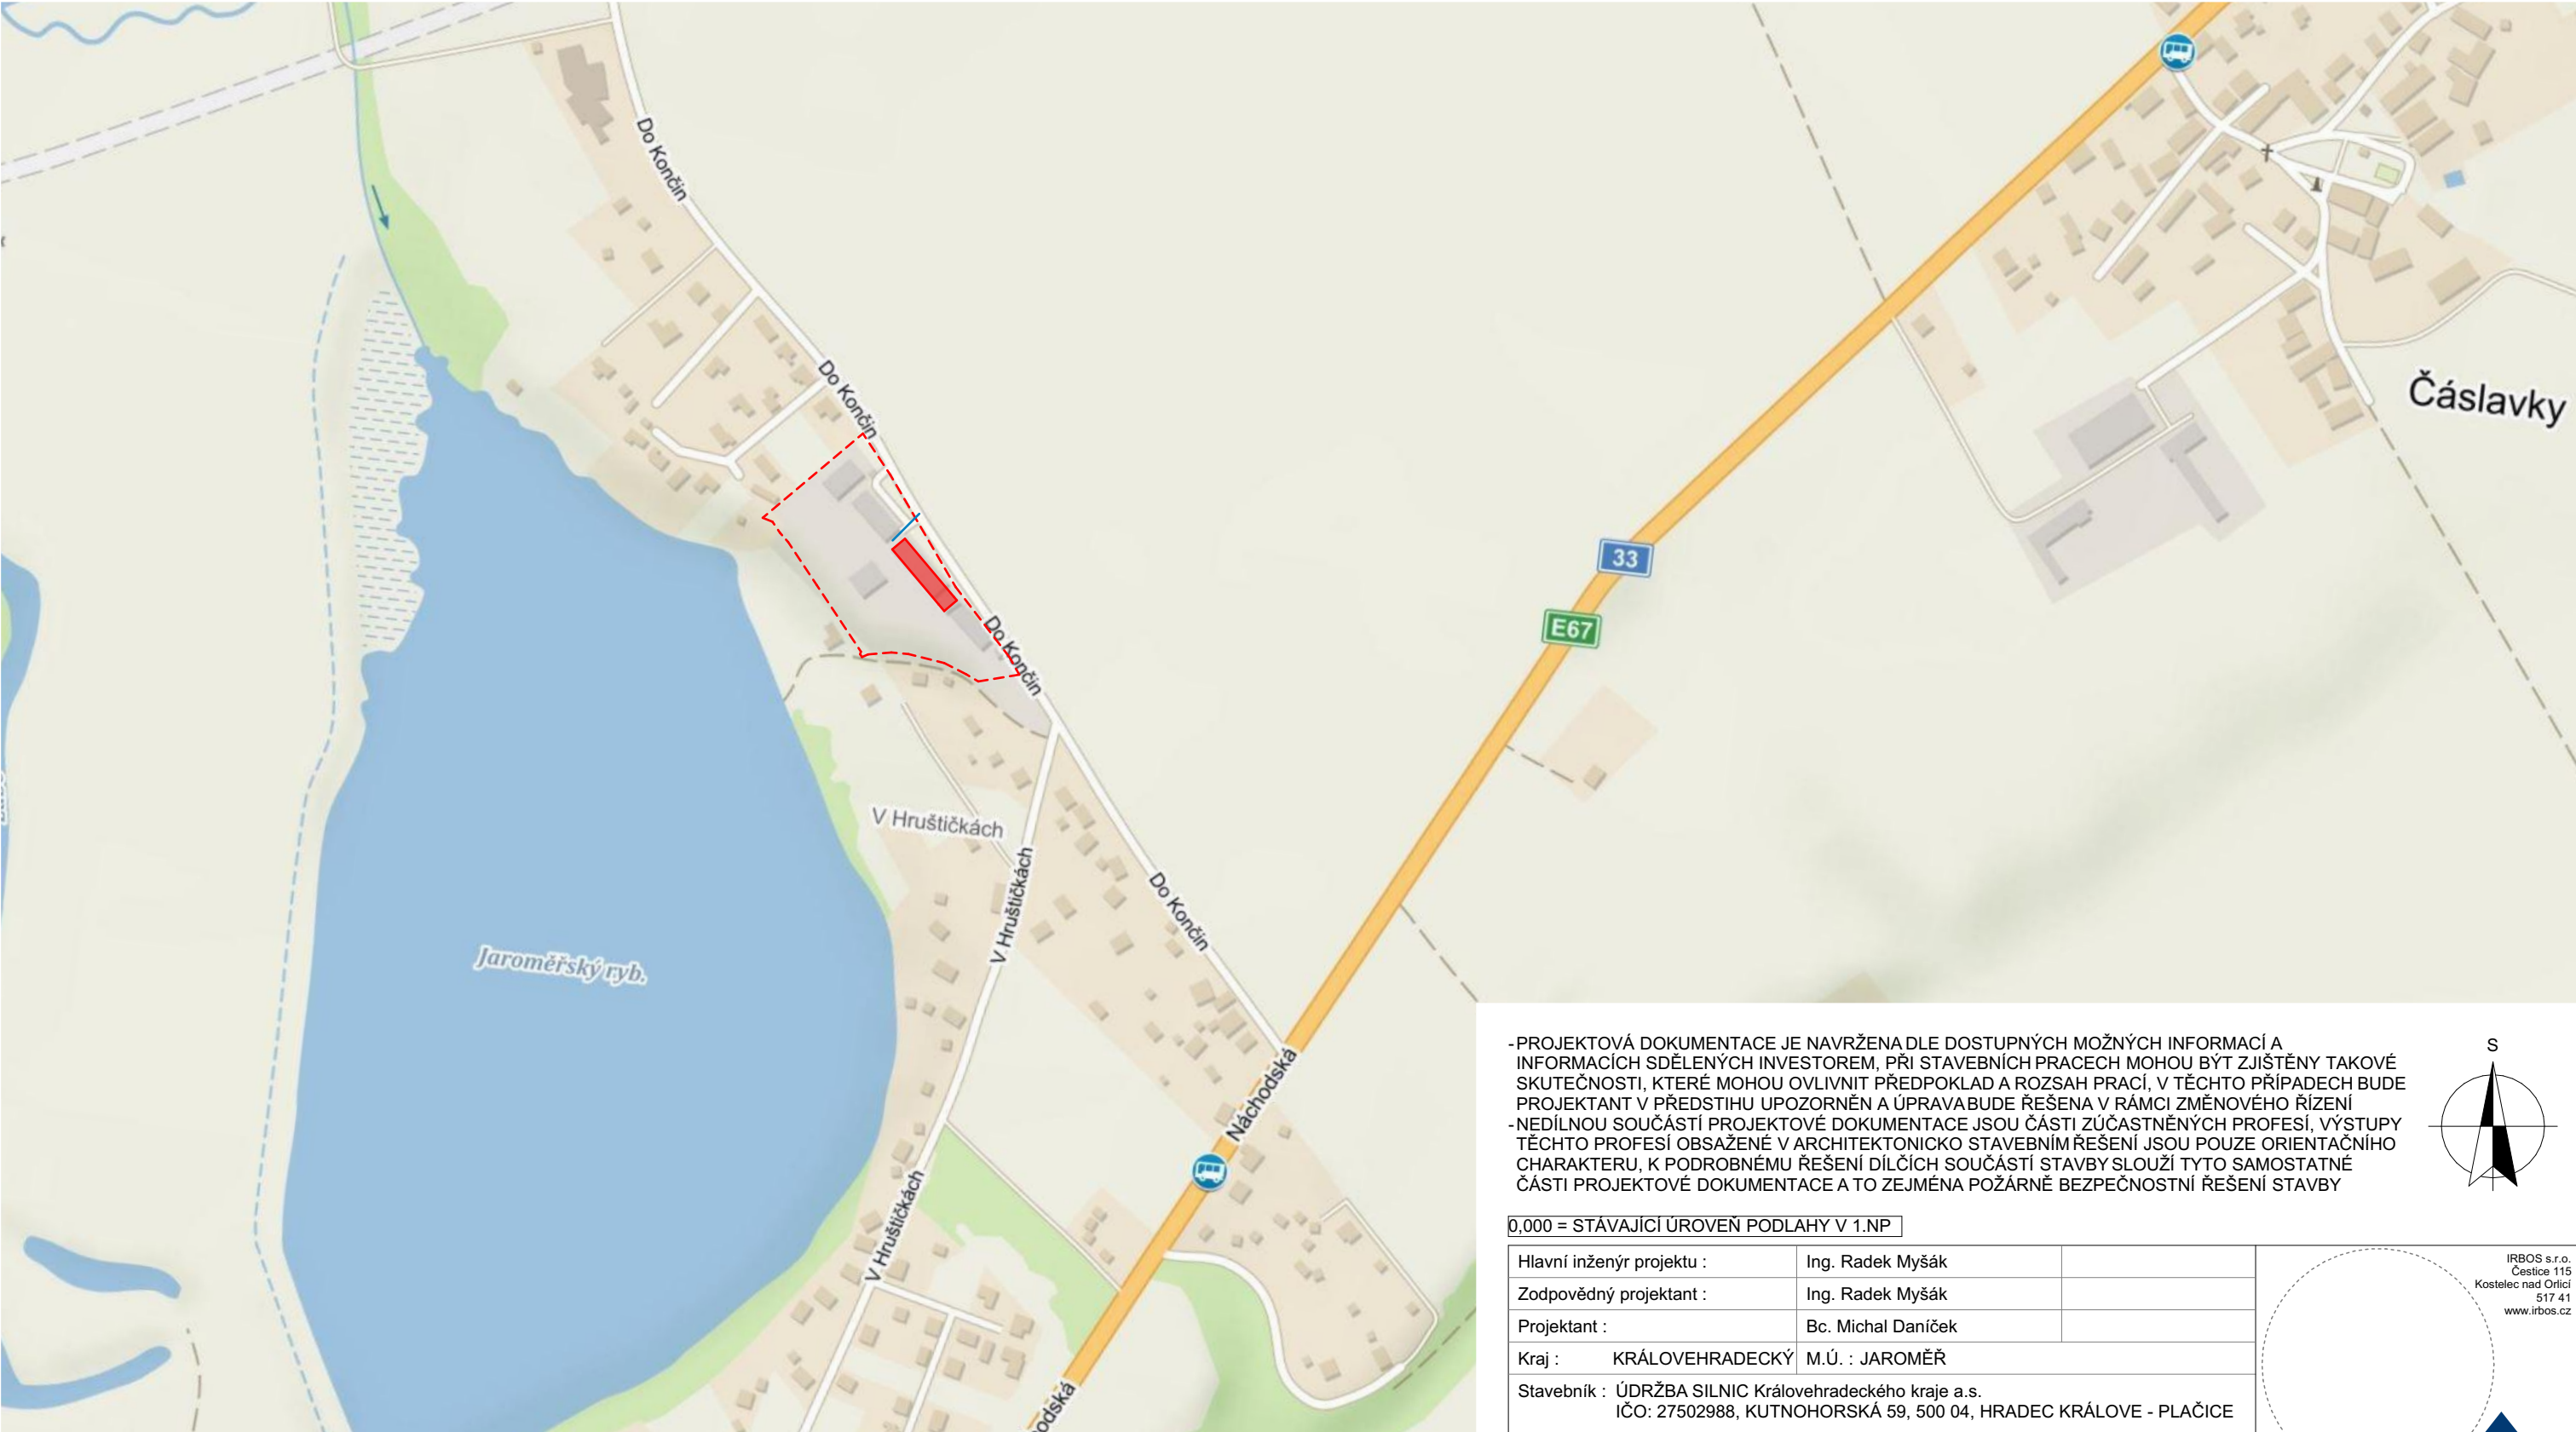 Do Končin
Do Končin
Do Končin
Do Končin
Čáslavky
33
E67
V Hruštičkách
V Hruštičkách
V Hruštičkách
Jaroměřský ryb.
Náchodská
odská
-PROJEKTOVÁ DOKUMENTACE JE NAVRŽENA DLE DOSTUPNÝCH MOŽNÝCH INFORMACÍ A
INFORMACÍCH SDĚLENÝCH INVESTOREM, PŘI STAVEBNÍCH PRACECH MOHOU BÝT ZJIŠTĚNY TAKOVÉ
SKUTEČNOSTI, KTERÉ MOHOU OVLIVNIT PŘEDPOKLAD A ROZSAH PRACÍ, V TĚCHTO PŘÍPADECH BUDE
PROJEKTANT V PŘEDSTIHU UPOZORNĚN A ÚPRAVA BUDE ŘEŠENA V RÁMCI ZMĚNOVÉHO ŘÍZENÍ
-NEDÍLNOU SOUČÁSTÍ PROJEKTOVÉ DOKUMENTACE JSOU ČÁSTI ZÚČASTNĚNÝCH PROFESÍ, VÝSTUPY
TĚCHTO PROFESÍ OBSAŽENÉ V ARCHITEKTONICKO STAVEBNÍM ŘEŠENÍ JSOU POUZE ORIENTAČNÍHO
CHARAKTERU, K PODROBNÉMU ŘEŠENÍ DÍLČÍCH SOUČÁSTÍ STAVBY SLOUŽÍ TYTO SAMOSTATNÉ
ČÁSTI PROJEKTOVÉ DOKUMENTACE A TO ZEJMÉNA POŽÁRNĚ BEZPEČNOSTNÍ ŘEŠENÍ STAVBY
S
0,000 = STÁVAJÍCÍ ÚROVEŇ PODLAHY V 1.NP
Hlavní inženýr projektu : Ing. Radek Myšák
Zodpovědný projektant : Ing. Radek Myšák
Projektant : Bc. Michal Daníček
Kraj : KRÁLOVEHRADECKÝ M.Ú. : JAROMĚŘ
Stavebník : ÚDRŽBA SILNIC Královehradeckého kraje a.s.
IČO: 27502988, KUTNOHORSKÁ 59, 500 04, HRADEC KRÁLOVE - PLAČICE
IRBOS s.r.o.
Čestice 115
Kostelec nad Orlicí
517 41
www.irbos.cz